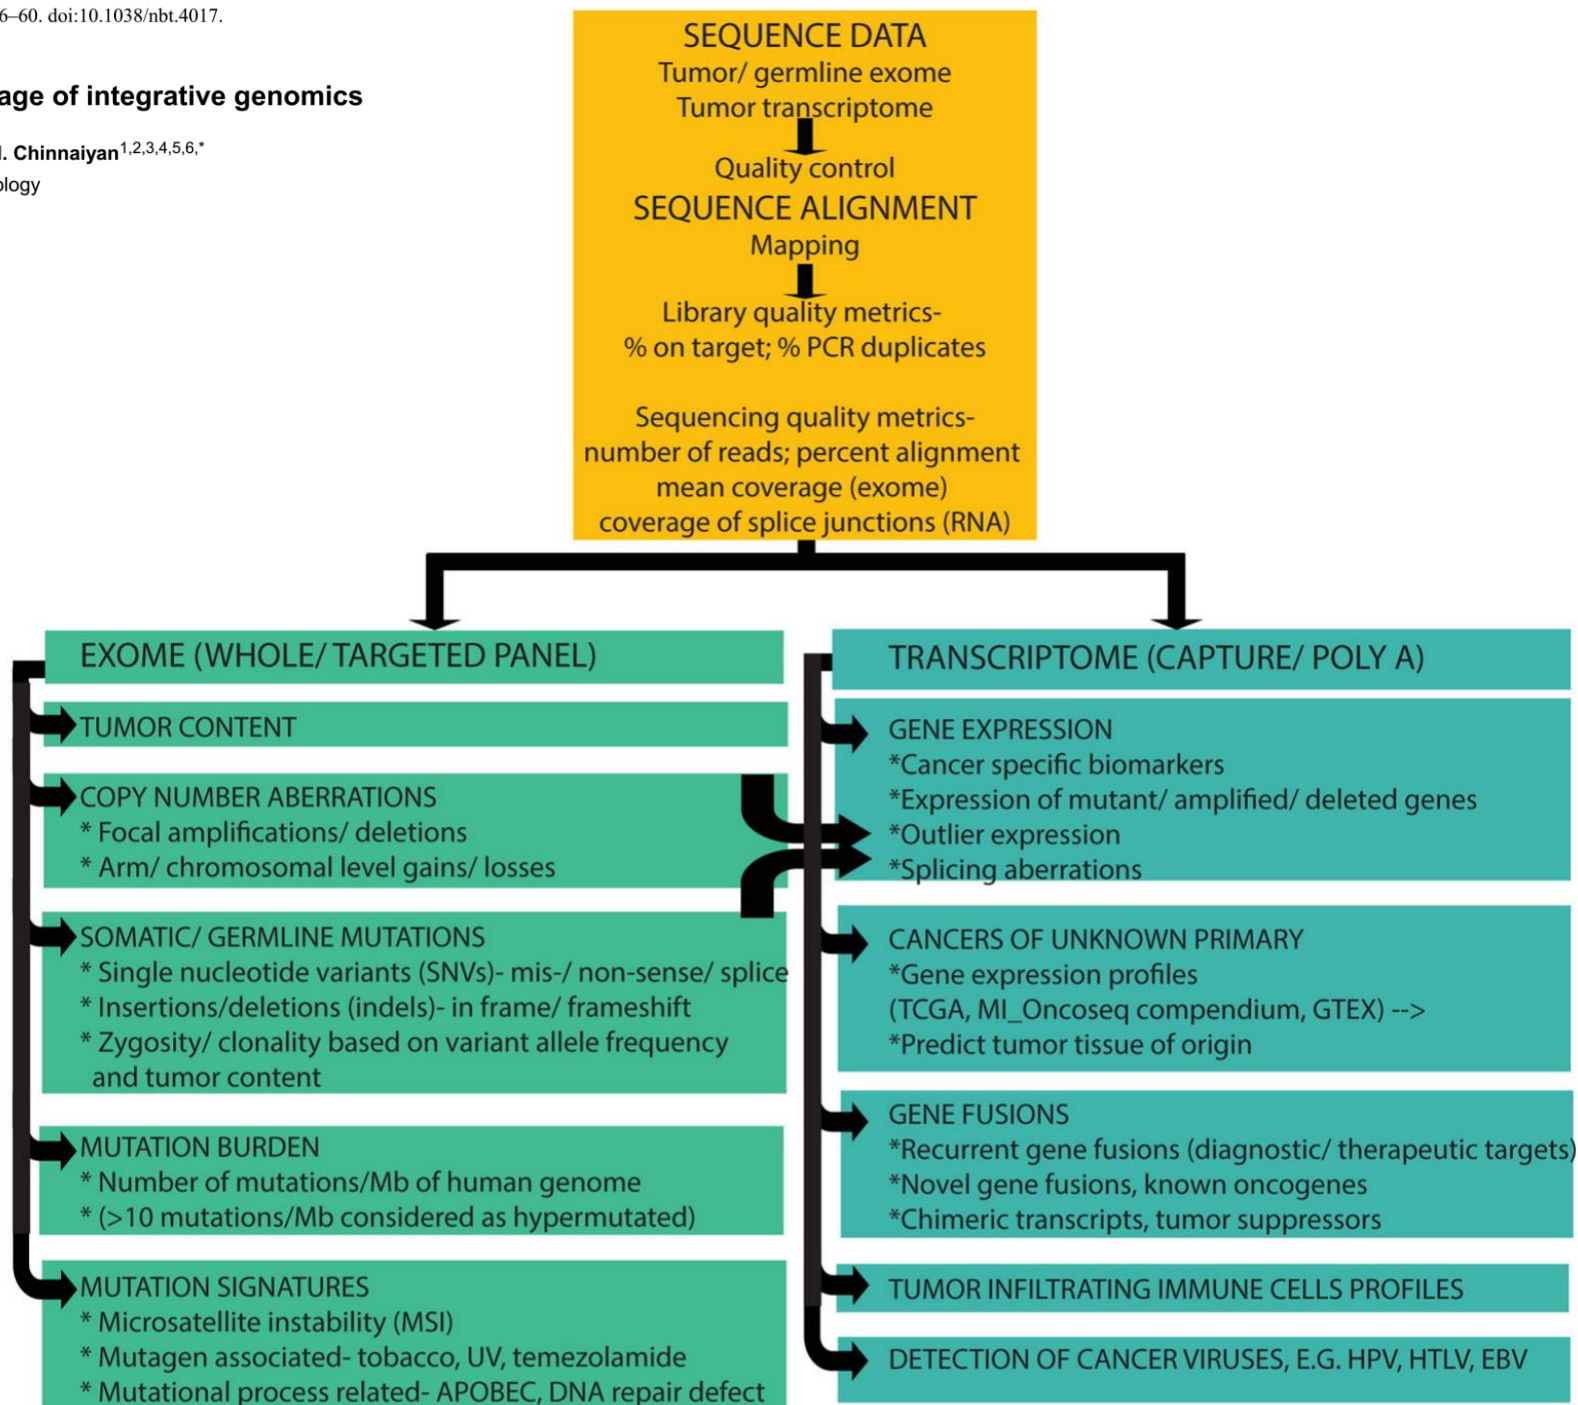 6–60. doi:10.1038/nbt.4017.
age of integrative genomics
Chinnaiyan1,2,3,4,5,6,*
ology
SEQUENCE DATA
Tumor/ germline exome
Tumor transcriptome
Quality control
SEQUENCE ALIGNMENT
Mapping
Library quality metrics-
% on target; % PCR duplicates
Sequencing quality metrics-
number of reads; percent alignment
mean coverage (exome)
coverage of splice junctions (RNA)
EXOME (WHOLE/ TARGETED PANEL)
TUMOR CONTENT
COPY NUMBER ABERRATIONS
* Focal amplifications/ deletions
* Arm/ chromosomal level gains/ losses
SOMATIC/ GERMLINE MUTATIONS
* Single nucleotide variants (SNVs)- mis-/ non-sense/ splice
* Insertions/deletions (indels)- in frame/ frameshift
* Zygosity/ clonality based on variant allele frequency
and tumor content
MUTATION BURDEN
* Number of mutations/Mb of human genome
* (>10 mutations/Mb considered as hypermutated)
MUTATION SIGNATURES
* Microsatellite instability (MSI)
* Mutagen associated- tobacco, UV, temezolamide
* Mutational process related- APOBEC, DNA repair defect
TRANSCRIPTOME (CAPTURE/ POLY A)
GENE EXPRESSION
*Cancer specific biomarkers
*Expression of mutant/ amplified/ deleted genes
*Outlier expression
*Splicing aberrations
CANCERS OF UNKNOWN PRIMARY
*Gene expression profiles
(TCGA, MI_Oncoseq compendium, GTEX) -->
*Predict tumor tissue of origin
GENE FUSIONS
*Recurrent gene fusions (diagnostic/ therapeutic targets)
*Novel gene fusions, known oncogenes
*Chimeric transcripts, tumor suppressors
TUMOR INFILTRATING IMMUNE CELLS PROFILES
DETECTION OF CANCER VIRUSES, E.G. HPV, HTLV, EBV